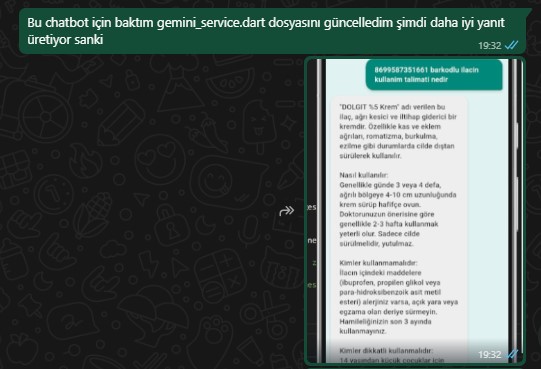 Bu chatbot için baktım gemini_service.dart dosyasını güncelledim şimdi daha iyi yanıt
üretiyor sanki
19:32
8699587351661 barkodlu ilacin
kullanim talimati nedir
"DOLGIT %5 Krem" adı verilen bu
ilaç, ağrı kesici ve iltihap giderici bir
kremdir. Özellikle kas ve eklem
ağrıları, romatizma, burkulma,
ezilme gibi durumlarda cilde dıştan
sürülerek kullanılır.
Nasıl kullanılır:
Genellikle günde 3 veya 4 defa,
ağrılı bölgeye 4-10 cm uzunluğunda
krem sürüp hafifçe ovun.
Doktorunuzun önerisine göre
genellikle 2-3 hafta kullanmak
yeterli olur. Sadece cilde
sürülmelidir, yutulmaz.
Kimler kullanmamalıdır:
İlacın içindeki maddelere
(ibuprofen, propilen glikol veya
para-hidroksibenzoik asit metil
esteri) alerjiniz varsa, açık yara veya
egzama olan deriye sürmeyin.
Hamileliğinizin son 3 ayında
kullanmayınız.
Kimler dikkatli kullanmalıdır:
14 yaşından küçük çocuklar için
19:32